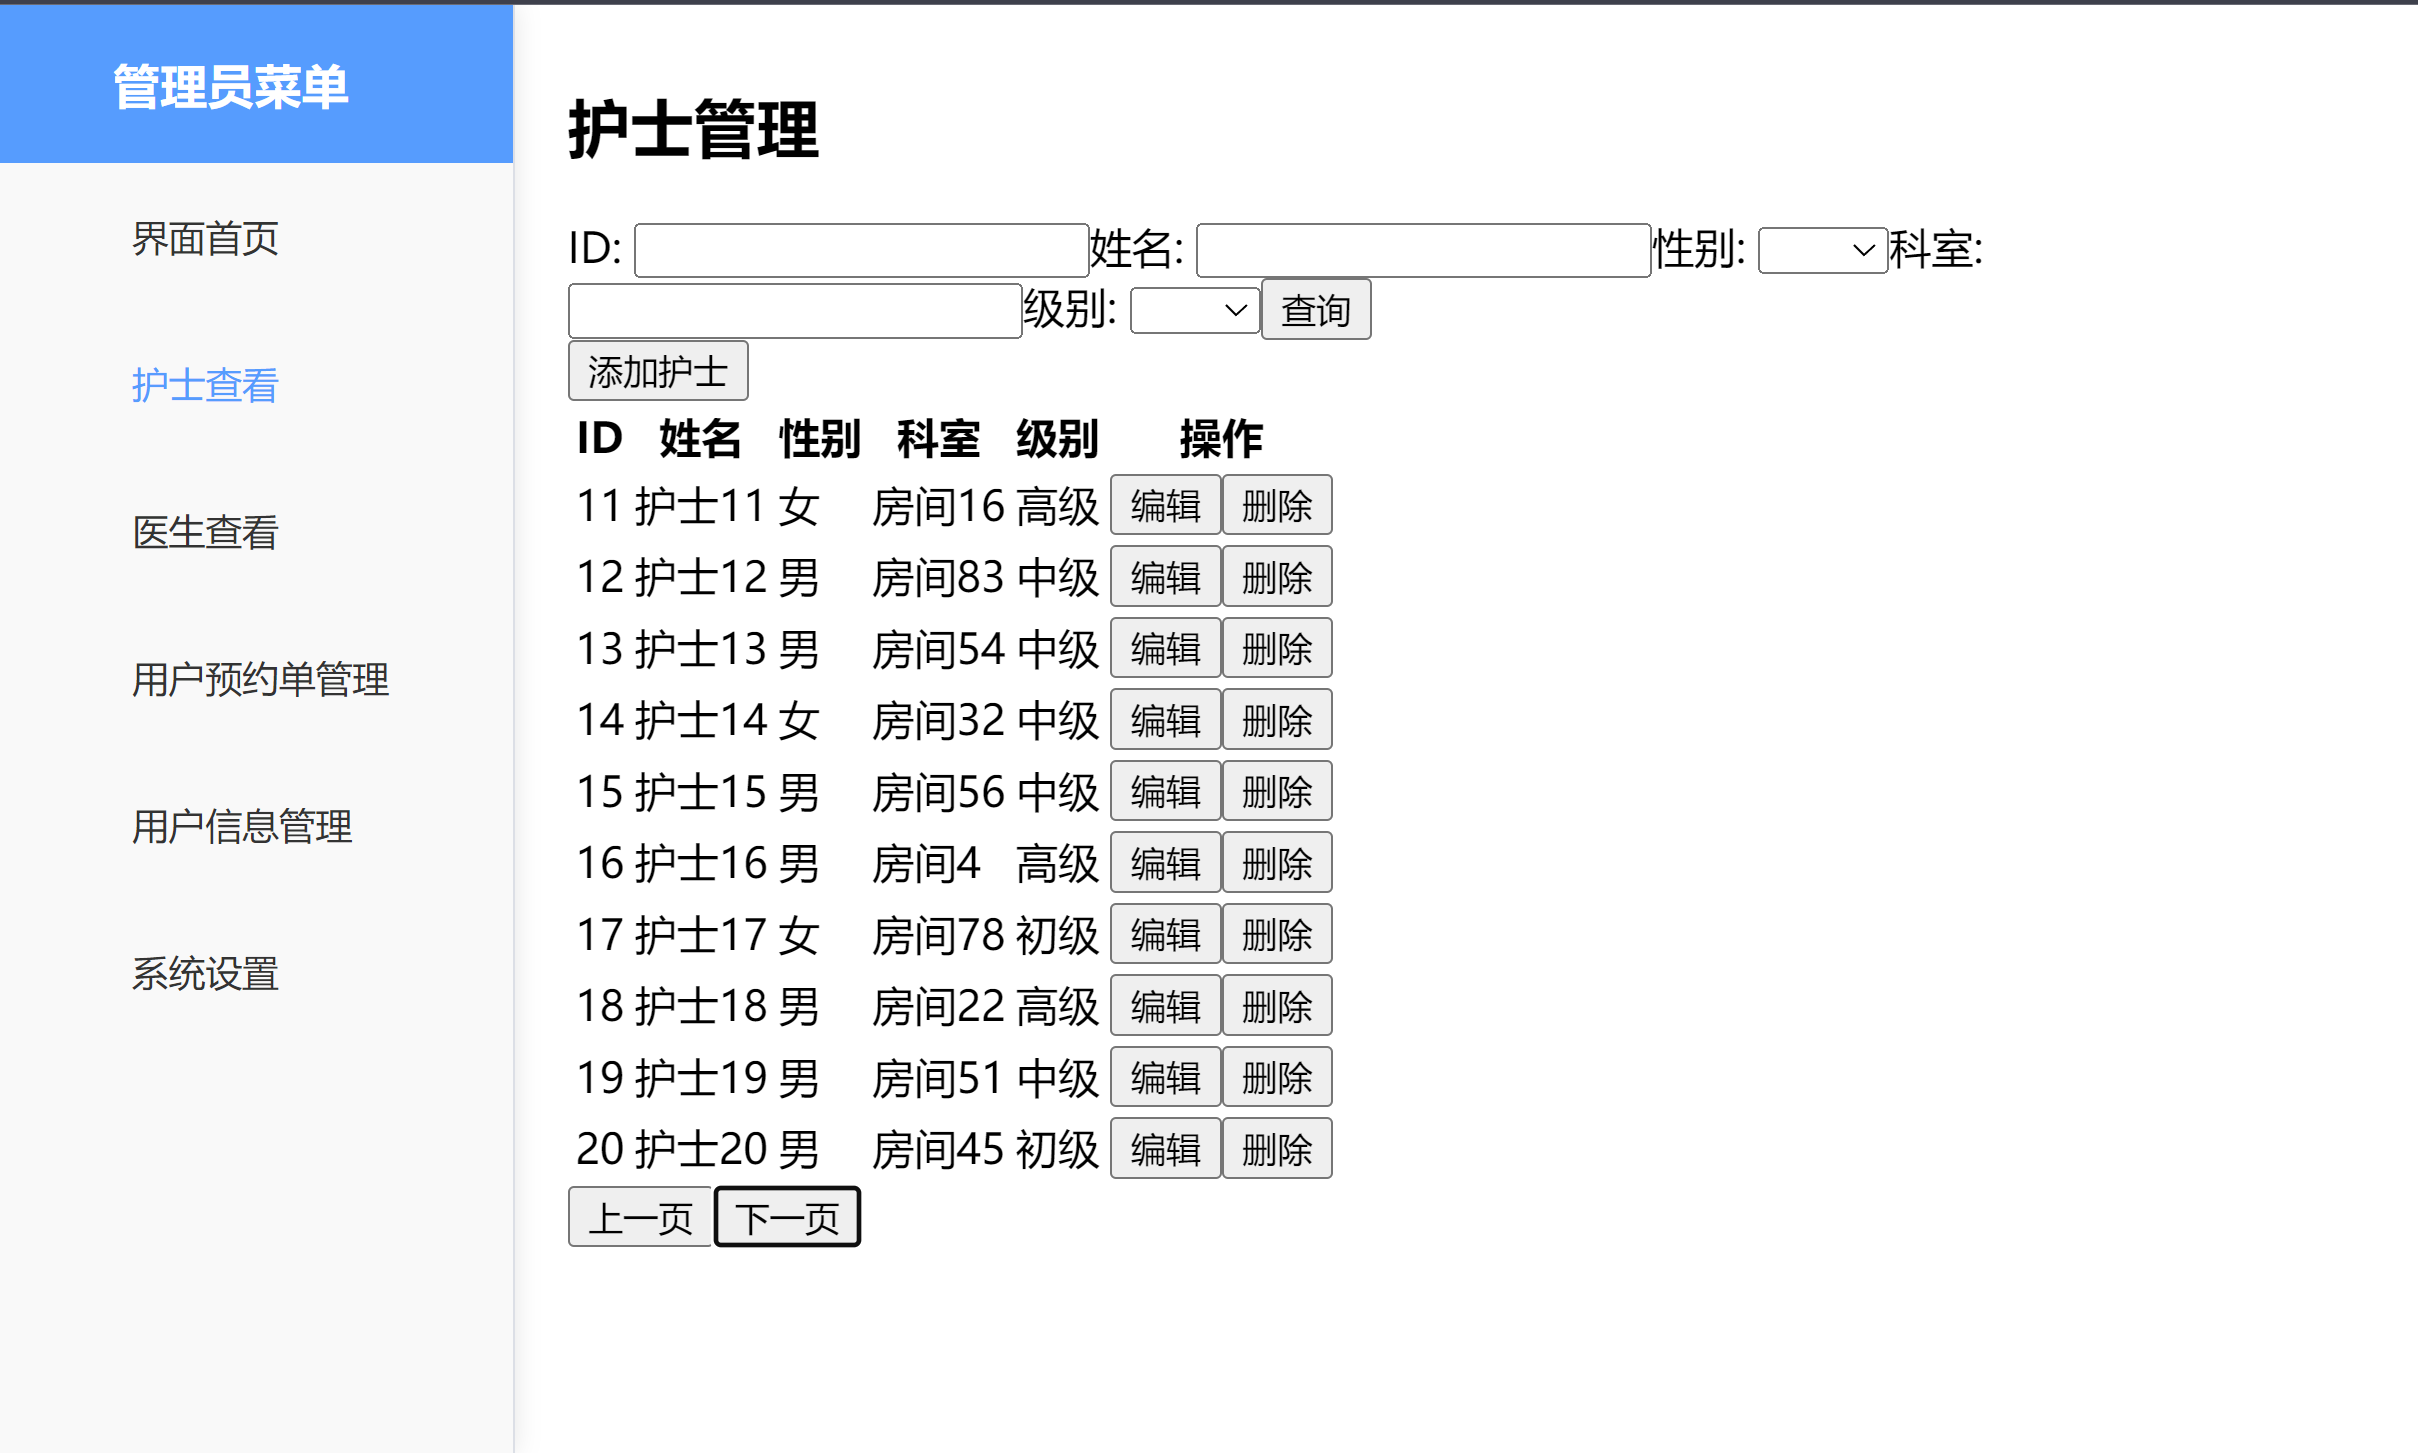 管理员菜单
界面首页
护士查看
医生查看
用户预约单管理
用户信息管理
系统设置
护士管理
ID: 姓名: 性别: 科室:
级别: 查询
添加护士
ID 姓名 性别 科室 级别 操作
11 护士11 女 房间16 高级 编辑 删除
12 护士12 男 房间83 中级 编辑 删除
13 护士13 男 房间54 中级 编辑 删除
14 护士14 女 房间32 中级 编辑 删除
15 护士15 男 房间56 中级 编辑 删除
16 护士16 男 房间4 高级 编辑 删除
17 护士17 女 房间78 初级 编辑 删除
18 护士18 男 房间22 高级 编辑 删除
19 护士19 男 房间51 中级 编辑 删除
20 护士20 男 房间45 初级 编辑 删除
上一页 下一页